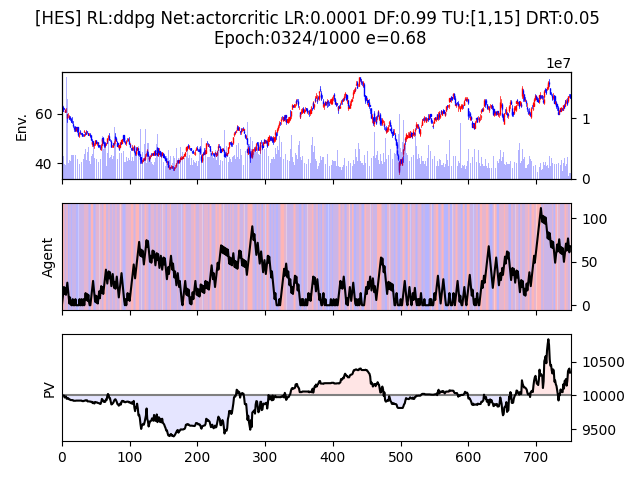 [HES] RL:ddpg Net:actorcritic LR:0.0001 DF:0.99 TU:[1,15] DRT:0.05
Epoch:0324/1000 e=0.68
1e7
Env.
60
40
1
0
Agent
100
50
0
PV
10500
10000
9500
0 100 200 300 400 500 600 700